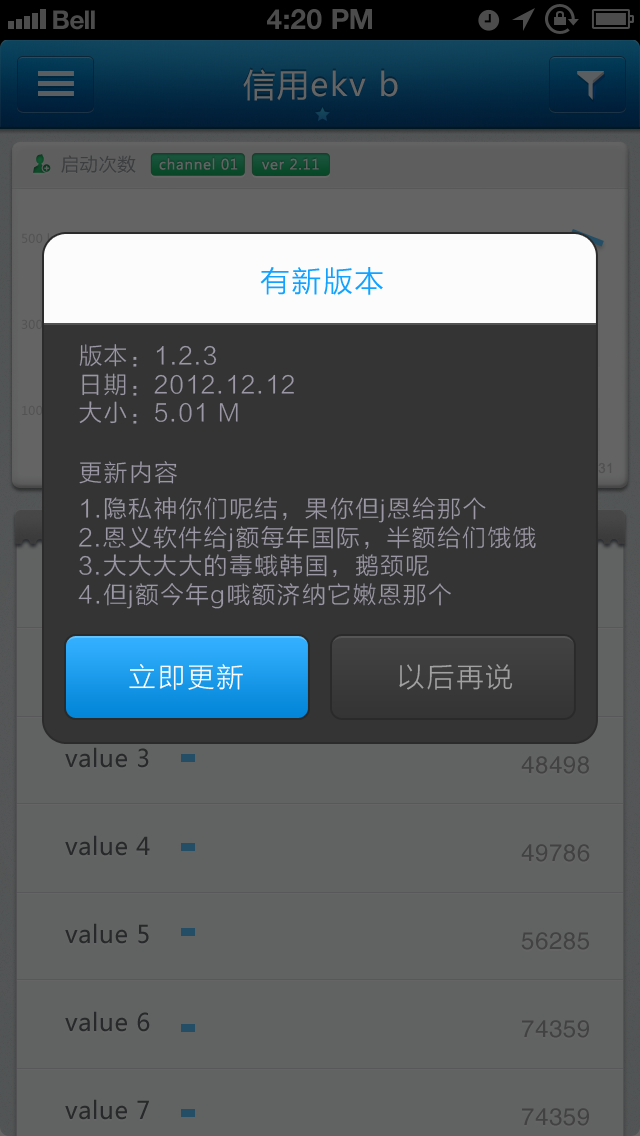 Bell 4:20 PM
信用ekv b
启动次数 channel 01 ver 2.11
500
有新版本
300
版本：1.2.3
日期：2012.12.12
大小：5.01 M
100
31
更新内容
1.隐私神你们呢结，果你但j恩给那个
2.恩义软件给j额每年国际，半额给们饿饿
3.大大大大的毒蛾韩国，鹅颈呢
4.但j额今年g哦额济纳它嫩恩那个
立即更新 以后再说
value 3 48498
value 4 49786
value 5 56285
value 6 74359
value 7 74359